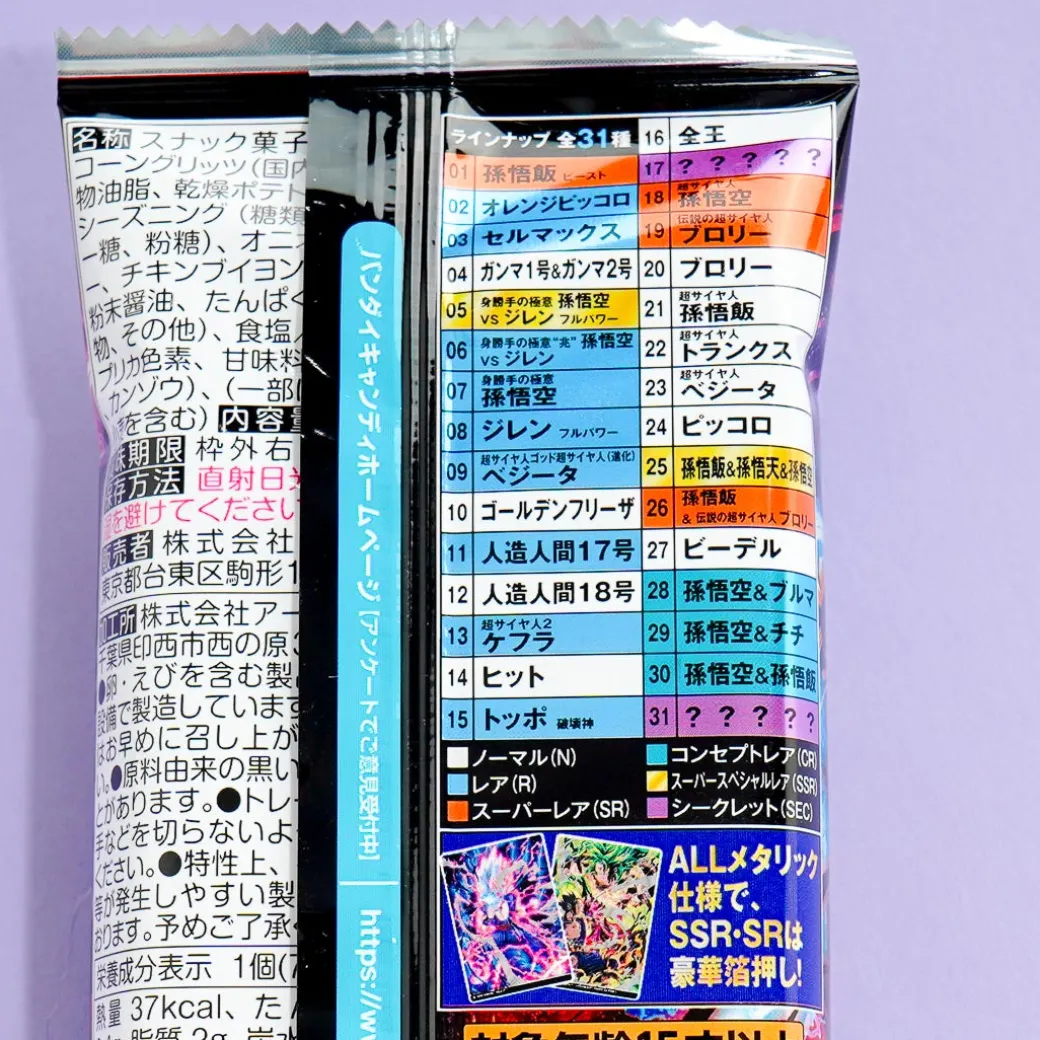 名称 スナック菓子
コーングリッツ(国内
物油脂、乾燥ポテト
シーズニング(糖類
ー糖、粉糖)、オニオ
ー、チキンブイヨン
粉末醤油、たんぱく
物、その他)、食塩
プリカ色素、甘味料
、カンゾウ)、(一部に
を含む) 内容量
味期限 枠外右
保存方法 直射日光
を避けてください
販売者 株式会社
東京都台東区駒形1
加工所 株式会社アー
千葉県印西市西の原3
●卵・えびを含む製
設備で製造しています
はお早めに召し上が
い。●原料由来の黒い
とがあります。●トレー
手などを切らないよ
ください。●特性上、
等が発生しやすい製
おります。予めご了承
栄養成分表示 1個(7
熱量 37kcal、た
脂質 2g、炭水
バンダイキャンディホームページ[アンケートでご意見受付中]
https://w
ラインナップ 全31種
01 孫悟飯 ビースト
02 オレンジピッコロ
03 セルマックス
04 ガンマ1号&ガンマ2号
05 身勝手の極意 孫悟空
VS ジレン フルパワー
06 身勝手の極意“兆” 孫悟空
VS ジレン
07 身勝手の極意
孫悟空
08 ジレン フルパワー
09 超サイヤ人ゴッド超サイヤ人(進化)
ベジータ
10 ゴールデンフリーザ
11 人造人間17号
12 人造人間18号
13 超サイヤ人2
ケフラ
14 ヒット
15 トッポ 破壊神
16 全王
17 ? ? ? ? ?
18 超サイヤ人
孫悟空
19 伝説の超サイヤ人
ブロリー
20 ブロリー
21 超サイヤ人
孫悟飯
22 超サイヤ人
トランクス
23 超サイヤ人
ベジータ
24 ピッコロ
25 孫悟飯&孫悟天&孫悟空
26 孫悟飯
& 伝説の超サイヤ人 ブロリー
27 ビーデル
28 孫悟空&ブルマ
29 孫悟空&チチ
30 孫悟空&孫悟飯
31 ? ? ? ? ?
ノーマル(N)
レア(R)
スーパーレア(SR)
コンセプトレア(CR)
スーパースペシャルレア(SSR)
シークレット(SEC)
ALLメタリック
仕様で、
SSR・SRは
豪華箔押し!
対象年齢15才以上